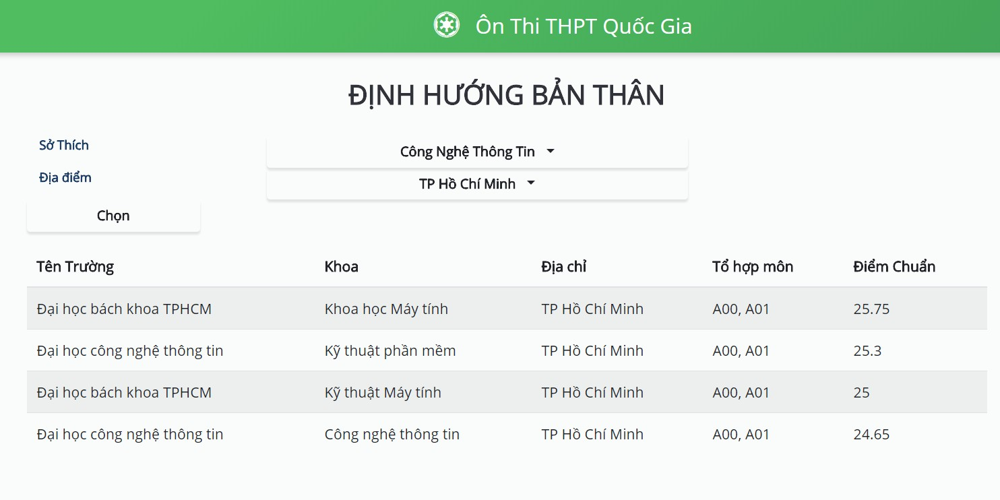 Ôn Thi THPT Quốc Gia
ĐỊNH HƯỚNG BẢN THÂN
Sở Thích
Công Nghệ Thông Tin
Địa điểm
TP Hồ Chí Minh
Chọn
Tên Trường Khoa Địa chỉ Tổ hợp môn Điểm Chuẩn
Đại học bách khoa TPHCM Khoa học Máy tính TP Hồ Chí Minh A00, A01 25.75
Đại học công nghệ thông tin Kỹ thuật phần mềm TP Hồ Chí Minh A00, A01 25.3
Đại học bách khoa TPHCM Kỹ thuật Máy tính TP Hồ Chí Minh A00, A01 25
Đại học công nghệ thông tin Công nghệ thông tin TP Hồ Chí Minh A00, A01 24.65